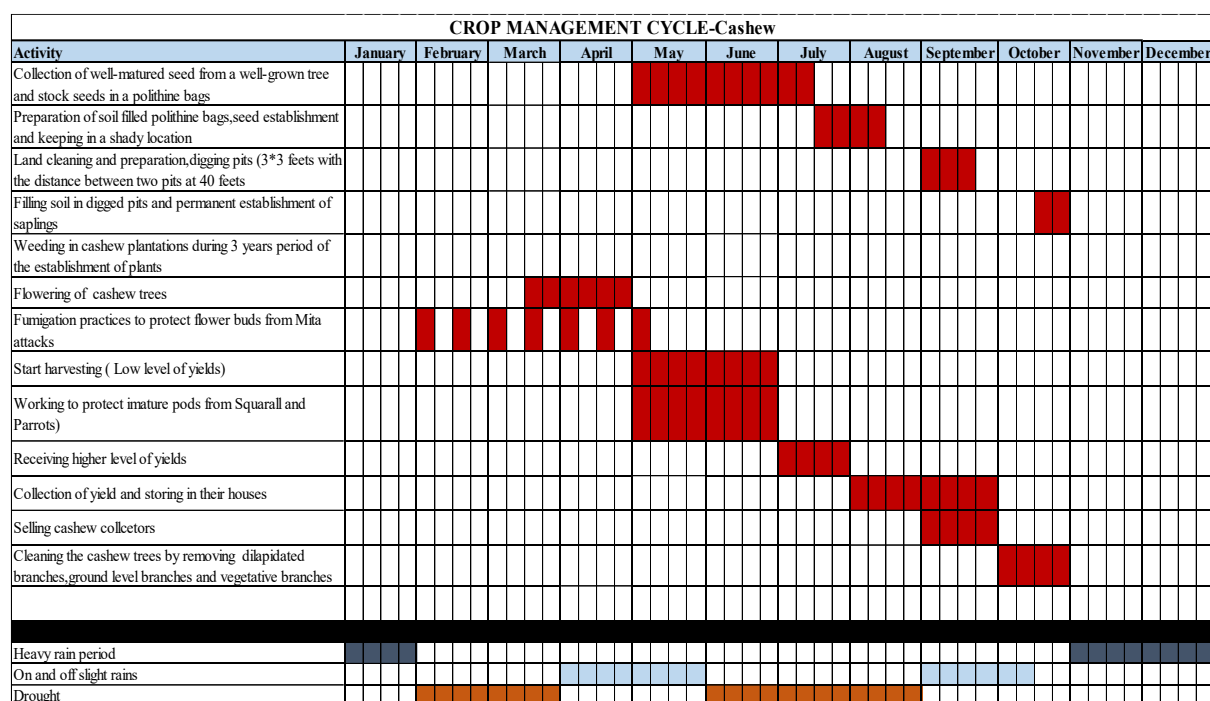 CROP MANAGEMENT CYCLE-Cashew
Activity January February March April May June July August September October November December
Collection of well-matured seed from a well-grown tree
and stock seeds in a polithine bags
Preparation of soil filled polithine bags,seed establishment
and keeping in a shady location
Land cleaning and preparation,digging pits (3*3 feets with
the distance between two pits at 40 feets
Filling soil in digged pits and permanent establishment of
saplings
Weeding in cashew plantations during 3 years period of
the establishment of plants
Flowering of cashew trees
Fumigation practices to protect flower buds from Mita
attacks
Start harvesting ( Low level of yields)
Working to protect imature pods from Squarall and
Parrots)
Receiving higher level of yields
Collection of yield and storing in their houses
Selling cashew collcetors
Cleaning the cashew trees by removing dilapidated
branches,ground level branches and vegetative branches
Heavy rain period
On and off slight rains
Drought